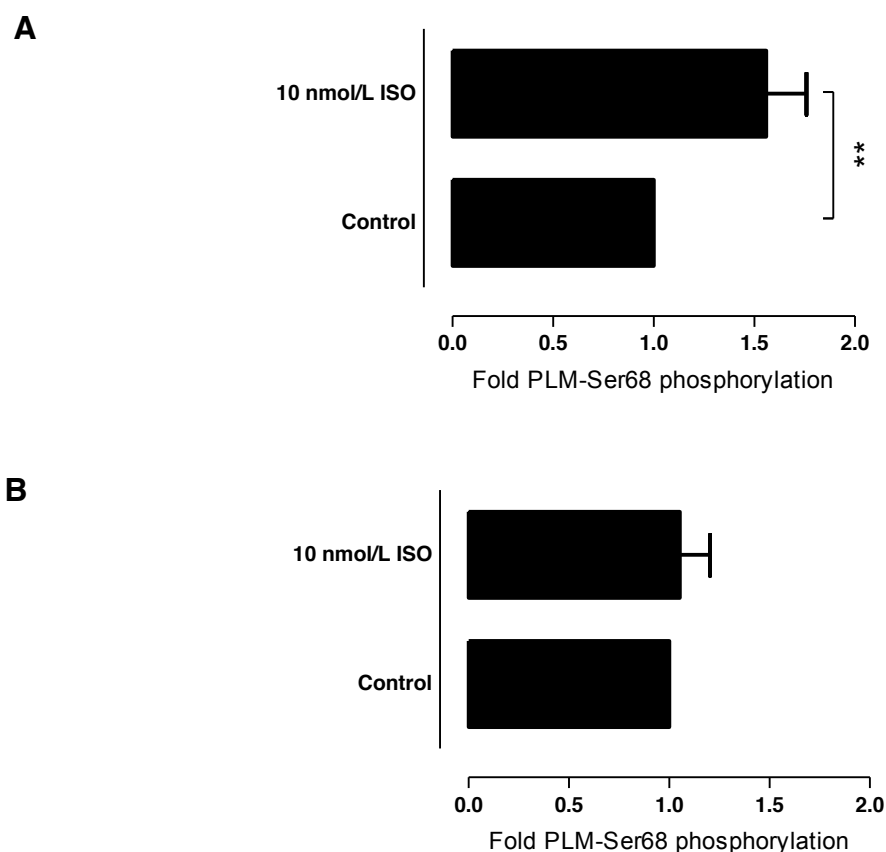 A
10 nmol/L ISO
**
Control
0.0 0.5 1.0 1.5 2.0
Fold PLM-Ser68 phosphorylation
B
10 nmol/L ISO
Control
0.0 0.5 1.0 1.5 2.0
Fold PLM-Ser68 phosphorylation